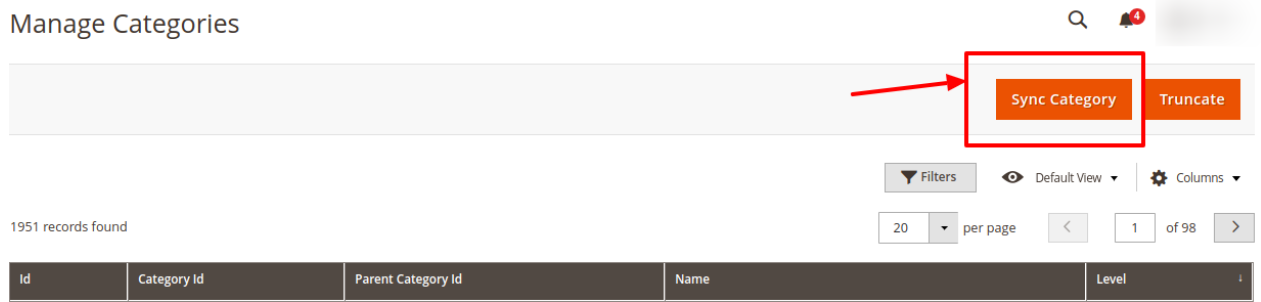 Manage Categories
4
Sync Category
Truncate
Filters
Default View
Columns
1951 records found
20
per page
1
of 98
Id
Category Id
Parent Category Id
Name
Level